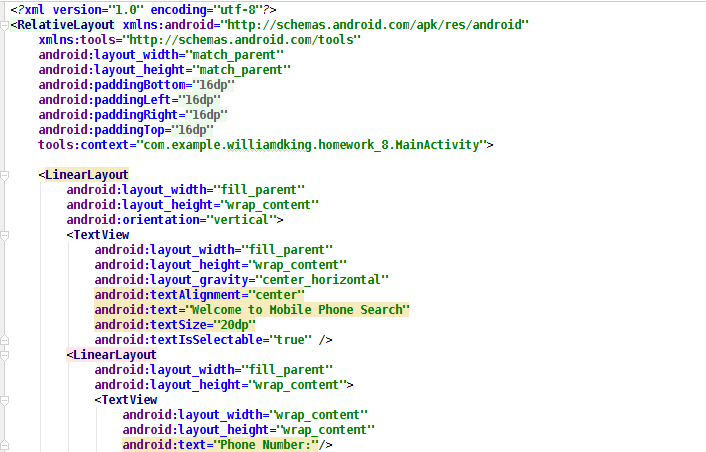 <?xml version="1.0" encoding="utf-8"?>
<RelativeLayout xmlns:android="http://schemas.android.com/apk/res/android"
    xmlns:tools="http://schemas.android.com/tools"
    android:layout_width="match_parent"
    android:layout_height="match_parent"
    android:paddingBottom="16dp"
    android:paddingLeft="16dp"
    android:paddingRight="16dp"
    android:paddingTop="16dp"
    tools:context="com.example.williamdking.homework_8.MainActivity">

    <LinearLayout
        android:layout_width="fill_parent"
        android:layout_height="wrap_content"
        android:orientation="vertical">
        <TextView
            android:layout_width="fill_parent"
            android:layout_height="wrap_content"
            android:layout_gravity="center_horizontal"
            android:textAlignment="center"
            android:text="Welcome to Mobile Phone Search"
            android:textSize="20dp"
            android:textIsSelectable="true" />
        <LinearLayout
            android:layout_width="fill_parent"
            android:layout_height="wrap_content">
            <TextView
                android:layout_width="wrap_content"
                android:layout_height="wrap_content"
                android:text="Phone Number:"/>